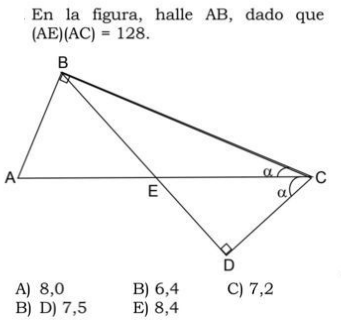 En la figura, halle AB, dado que
(AE)(AC) = 128.
B
A
E
α
C
α
D
A) 8,0 B) 6,4 C) 7,2
B) D) 7,5 E) 8,4